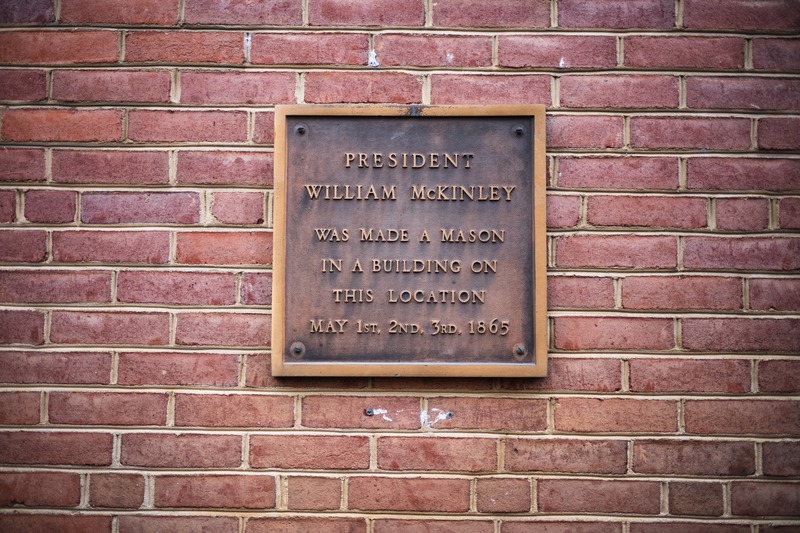 PRESIDENT
WILLIAM McKINLEY
WAS MADE A MASON
IN A BUILDING ON
THIS LOCATION
MAY 1ST, 2ND, 3RD, 1865